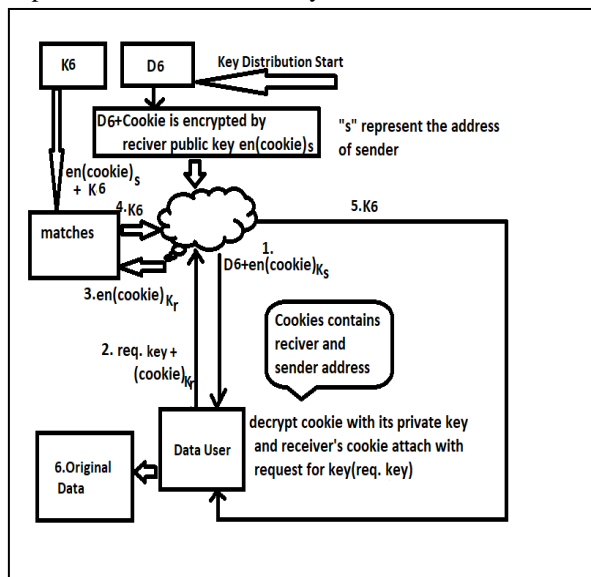 K6
D6
Key Distribution Start
D6+Cookie is encrypted by
reciver public key en(cookie)s
"s" represent the address
of sender
en(cookie)s
+ K6
matches
4.K6
5.K6
1.
D6+en(cookie)Ks
3.en(cookie)Kr
2. req. key +
(cookie)Kr
Cookies contains
reciver and
sender address
Data User
decrypt cookie with its private key
and receiver's cookie attach with
request for key(req. key)
6.Original
Data